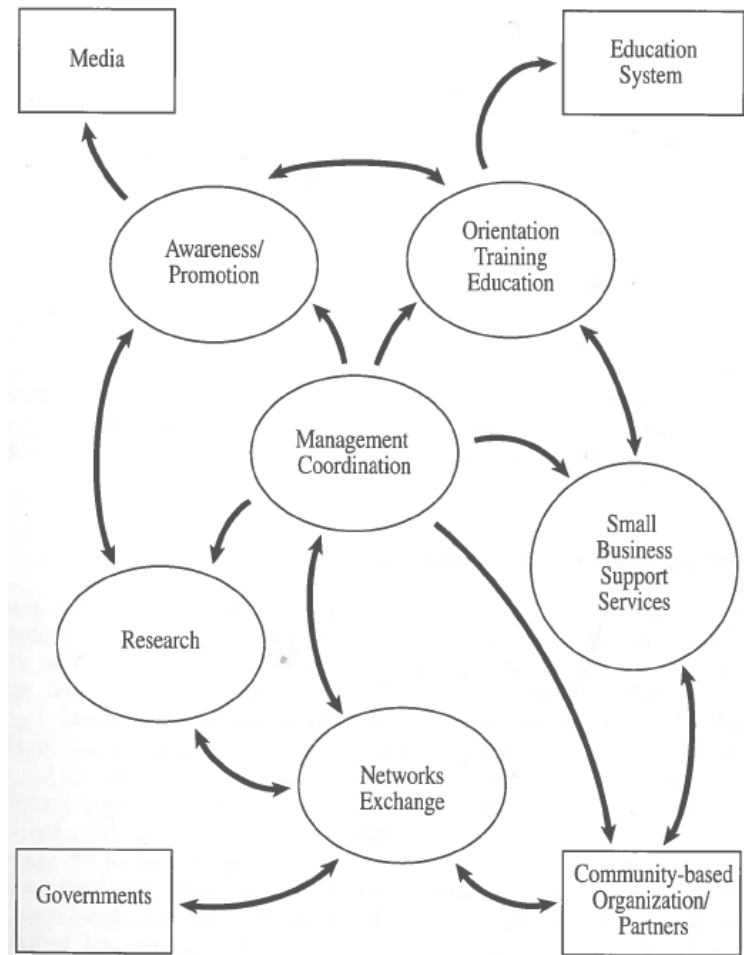 Media
Education
System
Awareness/
Promotion
Orientation
Training
Education
Management
Coordination
Small
Business
Support
Services
Research
Networks
Exchange
Governments
Community-based
Organization/
Partners